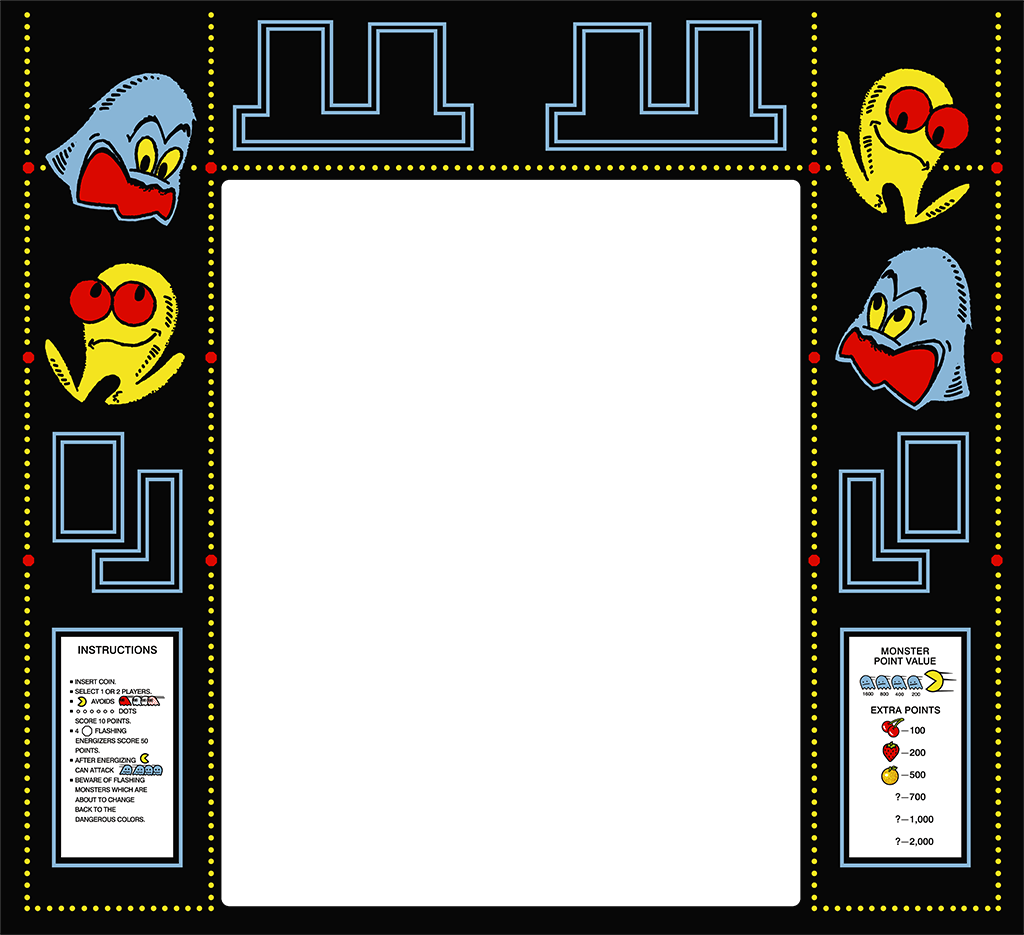 INSTRUCTIONS
■ INSERT COIN.
■ SELECT 1 OR 2 PLAYERS.
■ AVOIDS
■ DOTS
SCORE 10 POINTS.
■ 4 FLASHING
ENERGIZERS SCORE 50
POINTS.
■ AFTER ENERGIZING
CAN ATTACK
■ BEWARE OF FLASHING
MONSTERS WHICH ARE
ABOUT TO CHANGE
BACK TO THE
DANGEROUS COLORS.
MONSTER
POINT VALUE
1600 800 400 200
EXTRA POINTS
—100
—200
—500
?—700
?—1,000
?—2,000